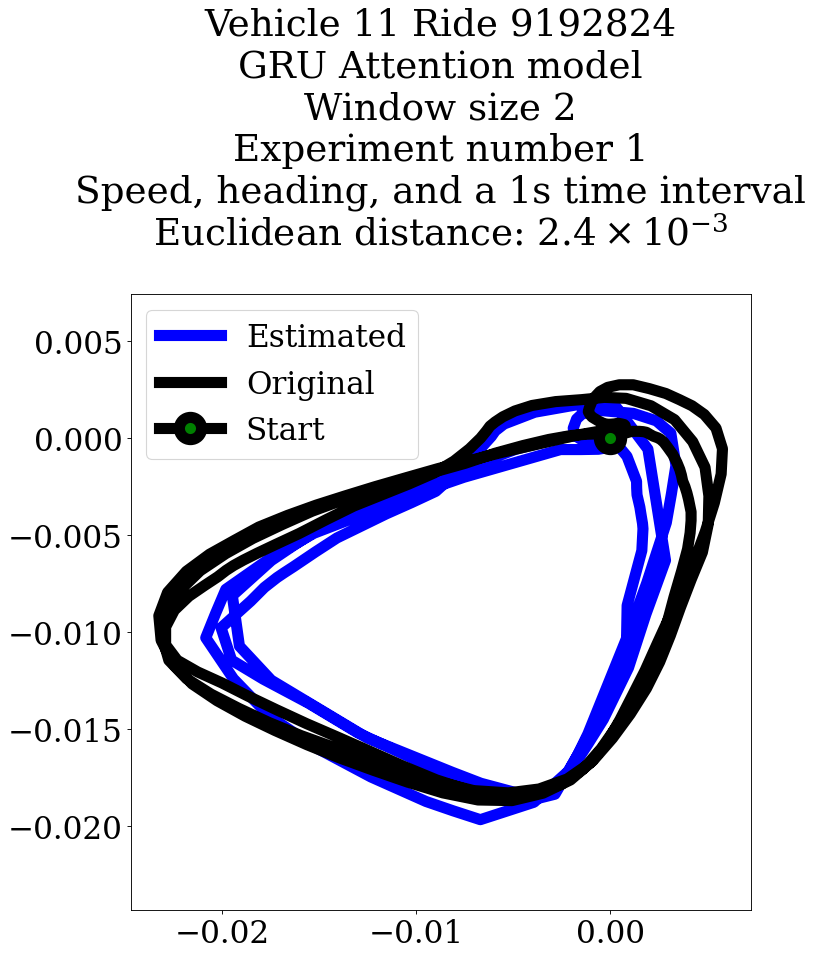 Vehicle 11 Ride 9192824
GRU Attention model
Window size 2
Experiment number 1
Speed, heading, and a 1s time interval
Euclidean distance: 2.4 × 10⁻³
Estimated
Original
Start
0.005
0.000
−0.005
−0.010
−0.015
−0.020
−0.02
−0.01
0.00